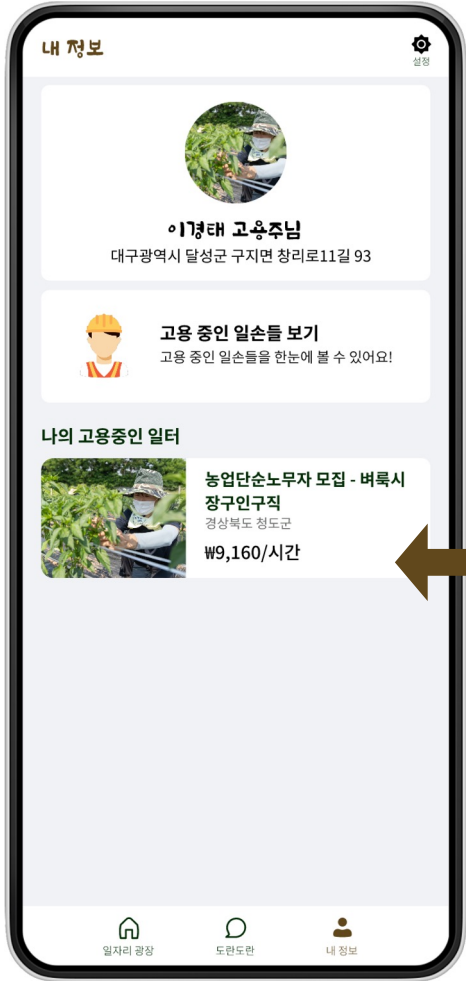 내 정보
설정
이경태 고용주님
대구광역시 달성군 구지면 창리로11길 93
고용 중인 일손들 보기
고용 중인 일손들을 한눈에 볼 수 있어요!
나의 고용중인 일터
농업단순노무자 모집 - 벼룩시
장구인구직
경상북도 청도군
₩9,160/시간
일자리 광장
도란도란
내 정보